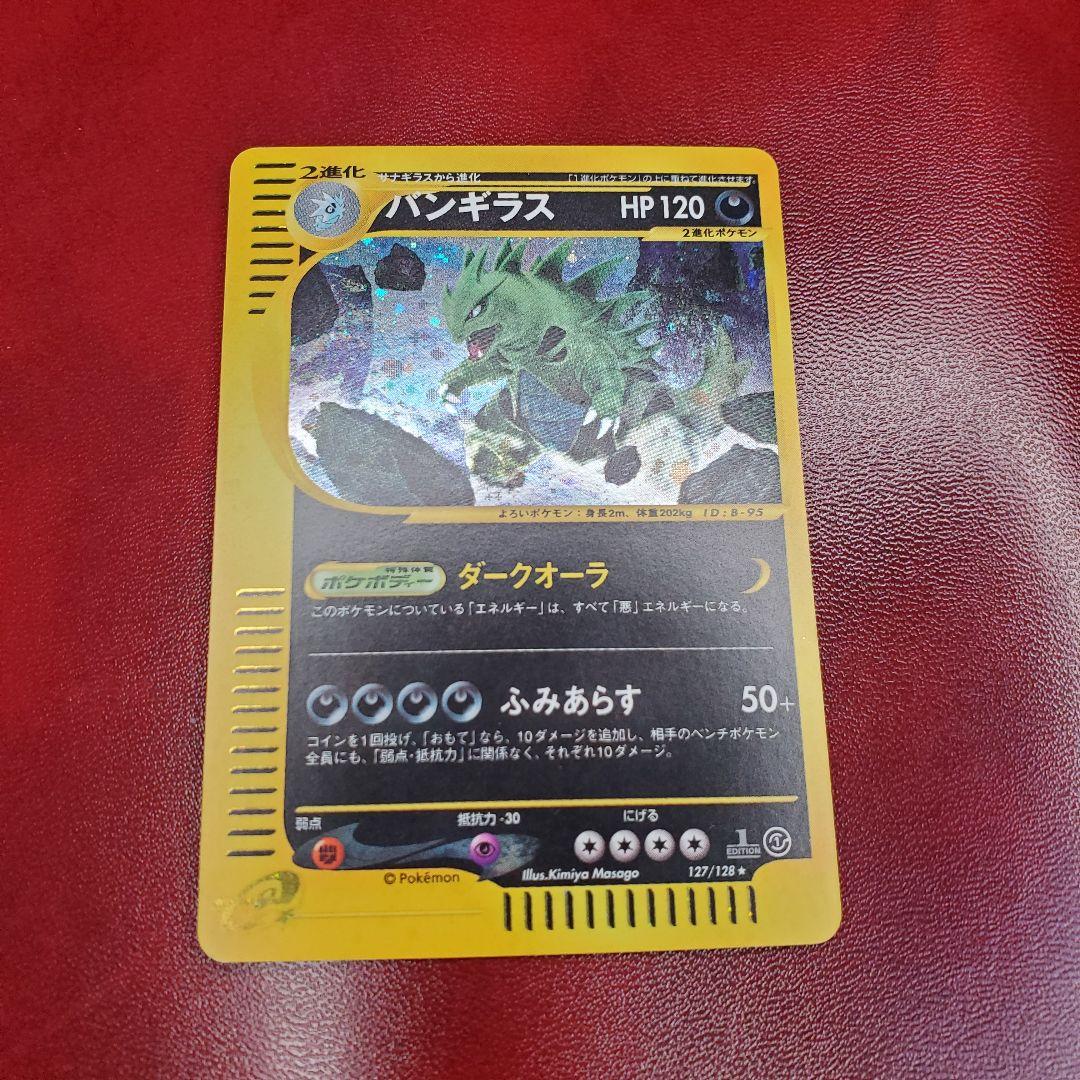 2進化
サナギラスから進化
「1進化ポケモン」の上に重ねて進化させます。
バンギラス HP 120
2進化ポケモン
よろいポケモン：身長2m、体重202kg ID：B-95
特殊体質
ポケボディー ダークオーラ
このポケモンについている「エネルギー」は、すべて「悪」エネルギーになる。
ふみあらす 50+
コインを1回投げ、「おもて」なら、10ダメージを追加し、相手のベンチポケモン
全員にも、「弱点・抵抗力」に関係なく、それぞれ10ダメージ。
弱点 抵抗力 -30 にげる
1 EDITION
© Pokémon Illus.Kimiya Masago 127/128★